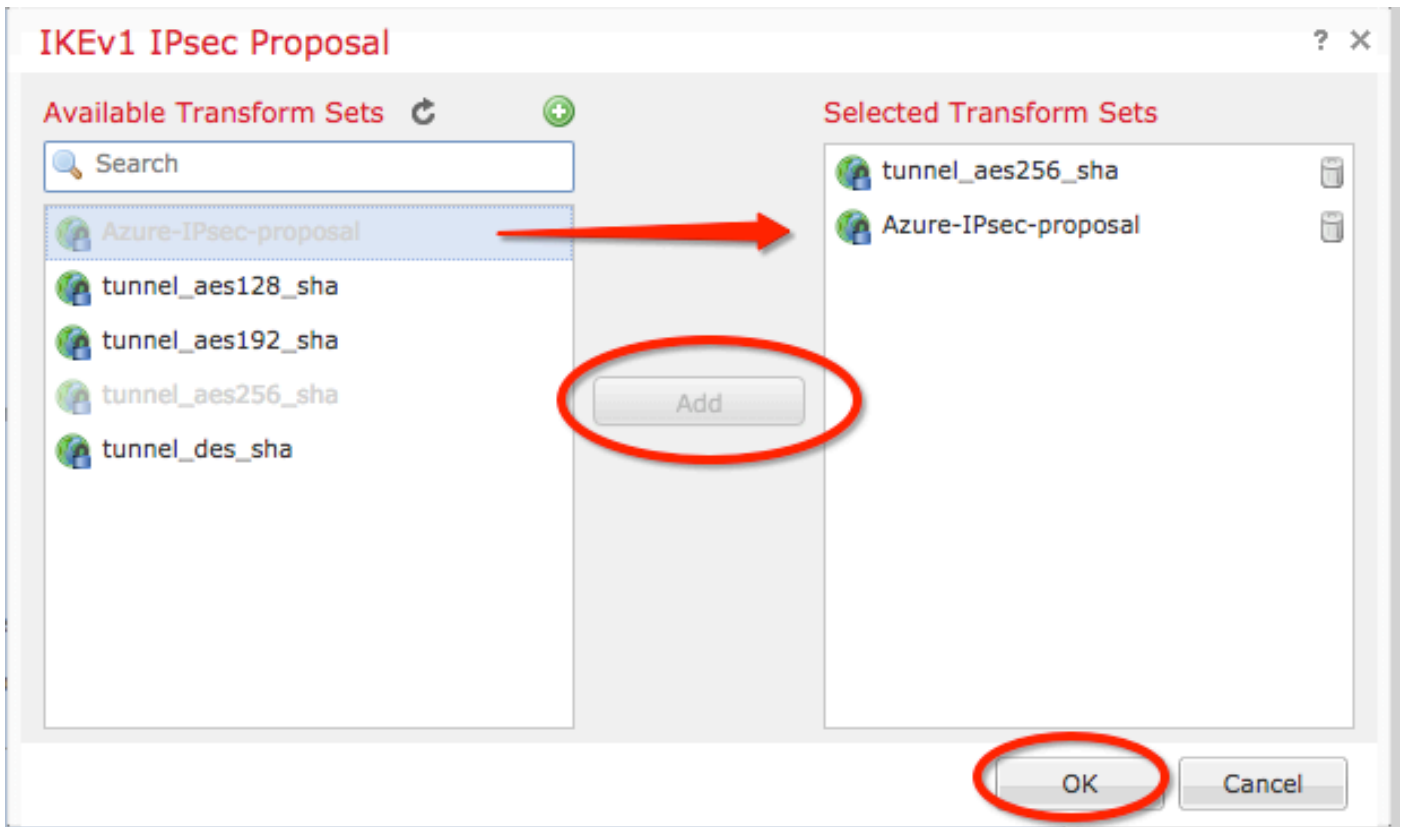 IKEv1 IPsec Proposal
?
Available Transform Sets
Search
Azure-IPsec-proposal
tunnel_aes128_sha
tunnel_aes192_sha
tunnel_aes256_sha
tunnel_des_sha
Add
Selected Transform Sets
tunnel_aes256_sha
Azure-IPsec-proposal
OK
Cancel